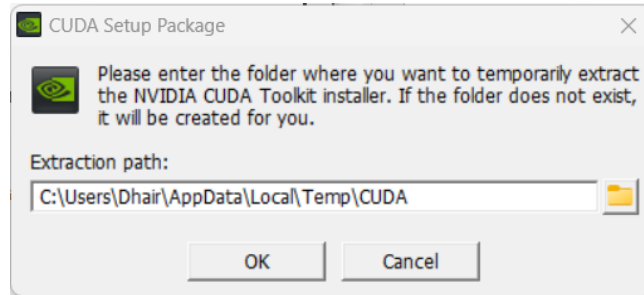 CUDA Setup Package
Please enter the folder where you want to temporarily extract
the NVIDIA CUDA Toolkit installer. If the folder does not exist,
it will be created for you.
Extraction path:
C:\Users\Dhair\AppData\Local\Temp\CUDA
OK
Cancel